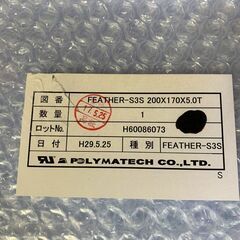 図番 FEATHER-S3S 200X170X5.0T
数量 1
ロットNo. H60086073
日付 H29.5.25 種別 FEATHER-S3S
POLYMATECH CO.,LTD.
S